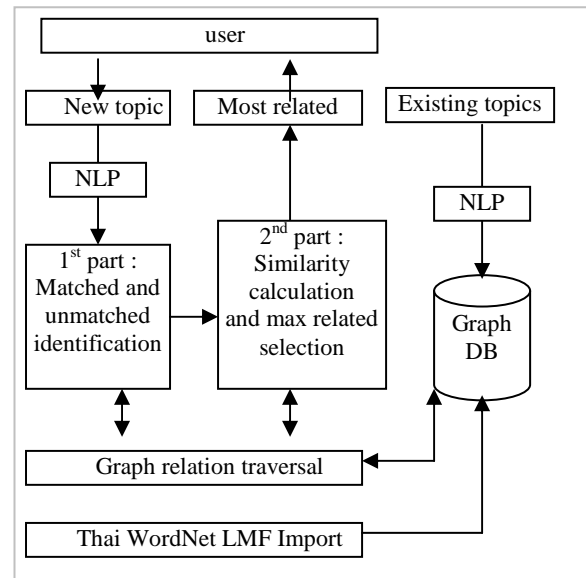 user
New topic
Most related
Existing topics
NLP
NLP
1st part :
Matched and
unmatched
identification
2nd part :
Similarity
calculation
and max related
selection
Graph
DB
Graph relation traversal
Thai WordNet LMF Import